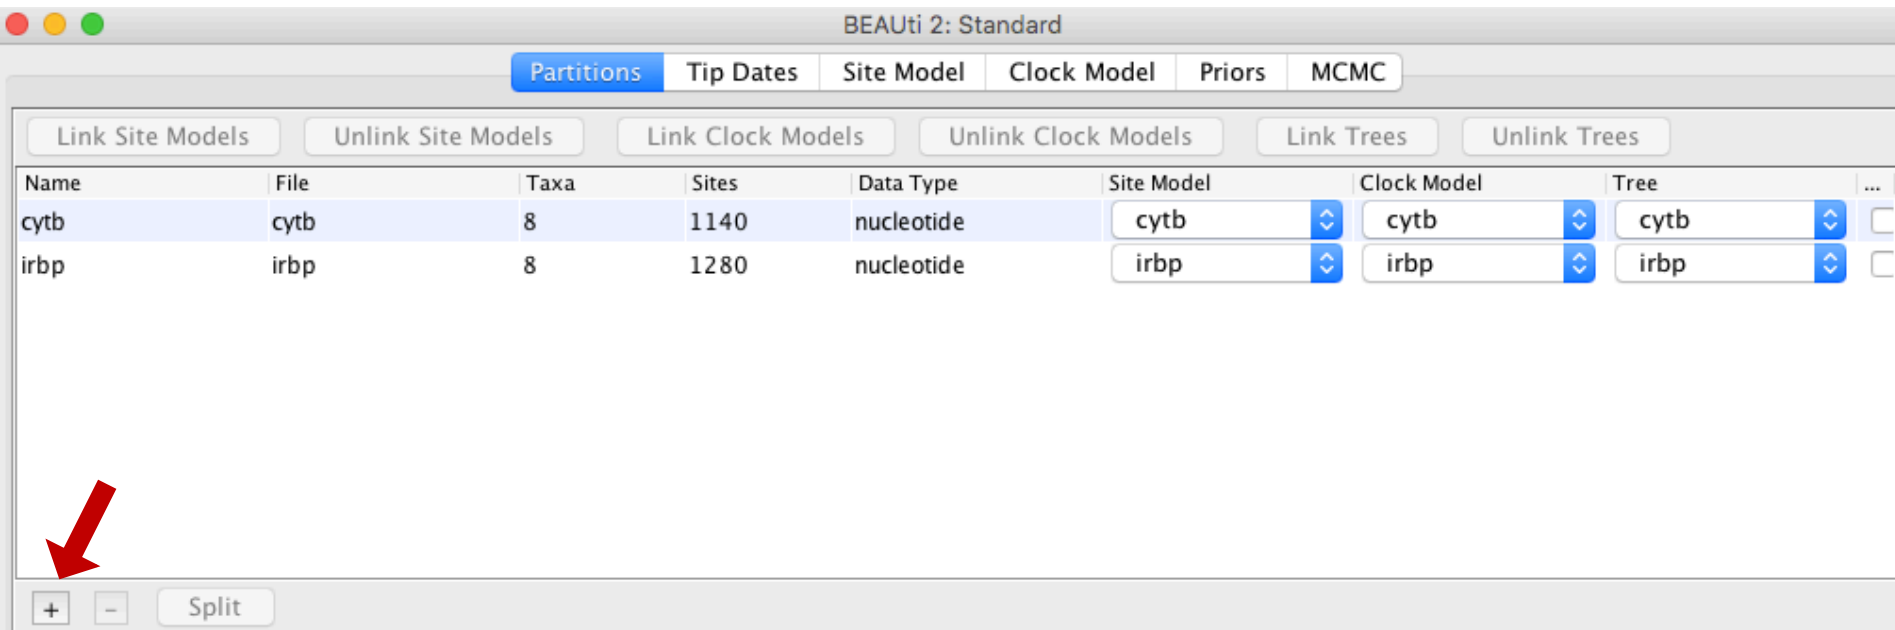 BEAUti 2: Standard
Partitions Tip Dates Site Model Clock Model Priors MCMC
Link Site Models Unlink Site Models Link Clock Models Unlink Clock Models Link Trees Unlink Trees
Name File Taxa Sites Data Type Site Model Clock Model Tree ...
cytb cytb 8 1140 nucleotide cytb cytb cytb
irbp irbp 8 1280 nucleotide irbp irbp irbp
+ - Split